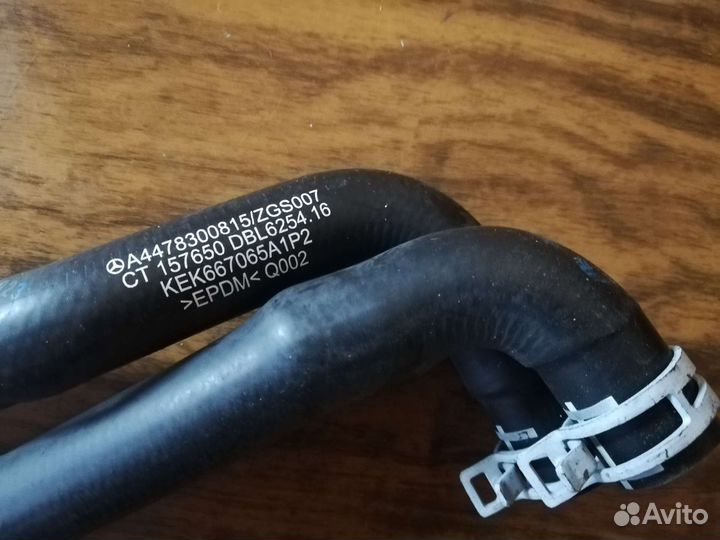 A4478300815/ZGS007
CT 157650 DBL6254.16
KEK667065A1P2
>EPDM< Q002
Avito